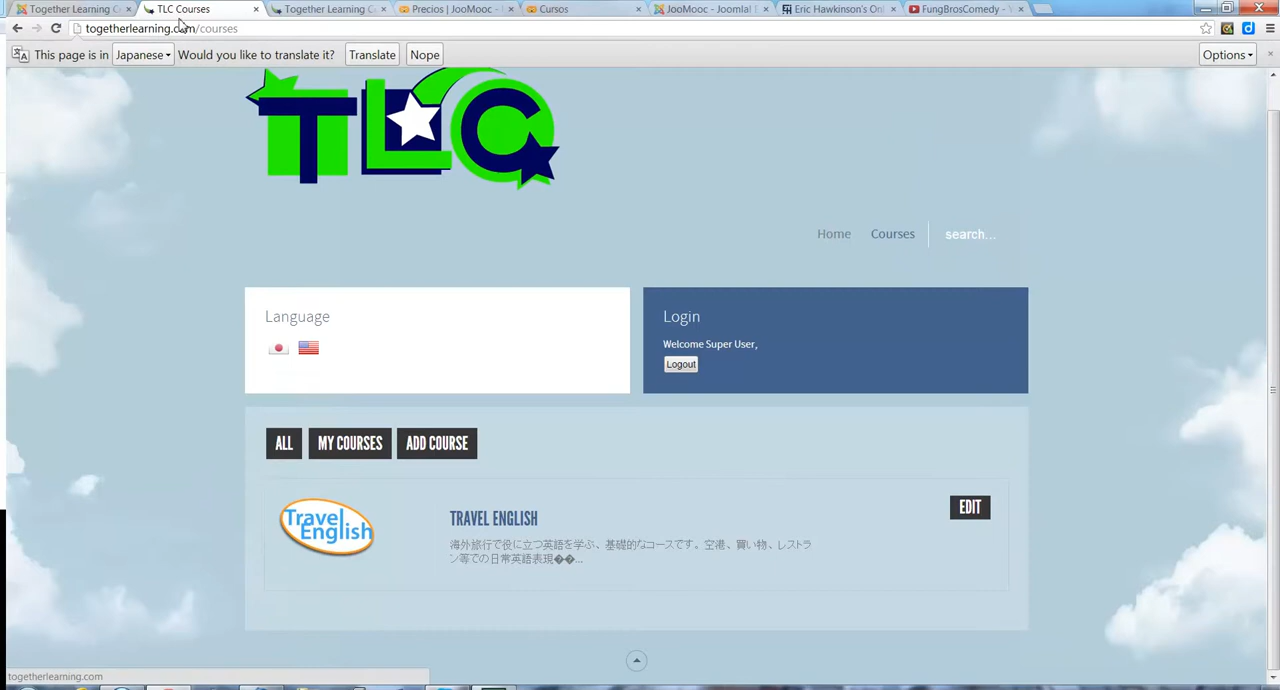 Together Learning C
TLC Courses
Together Learning Ca
Precios | JooMooc -
Cursos
JooMooc - Joomla!
Eric Hawkinson's Onl
FungBrosComedy -
togetherlearning.com/courses
This page is in Japanese Would you like to translate it? Translate Nope Options
TLC
Home Courses search...
Language
Login
Welcome Super User,
Logout
ALL MY COURSES ADD COURSE
Travel
English
TRAVEL ENGLISH
EDIT
海外旅行で役に立つ英語を学ぶ、基礎的なコースです。空港、買い物、レストラ
ン等での日常英語表現��...
togetherlearning.com